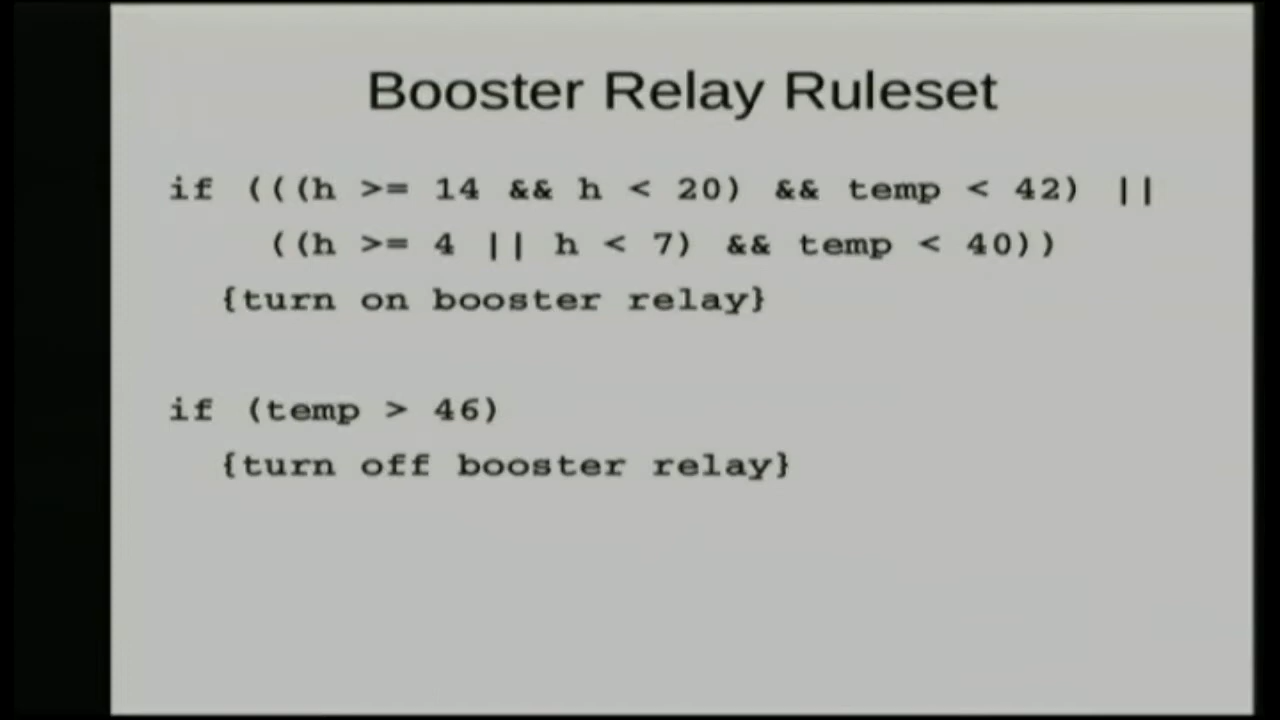 Booster Relay Ruleset
if (((h >= 14 && h < 20) && temp < 42) ||
((h >= 4 || h < 7) && temp < 40))
{turn on booster relay}
if (temp > 46)
{turn off booster relay}